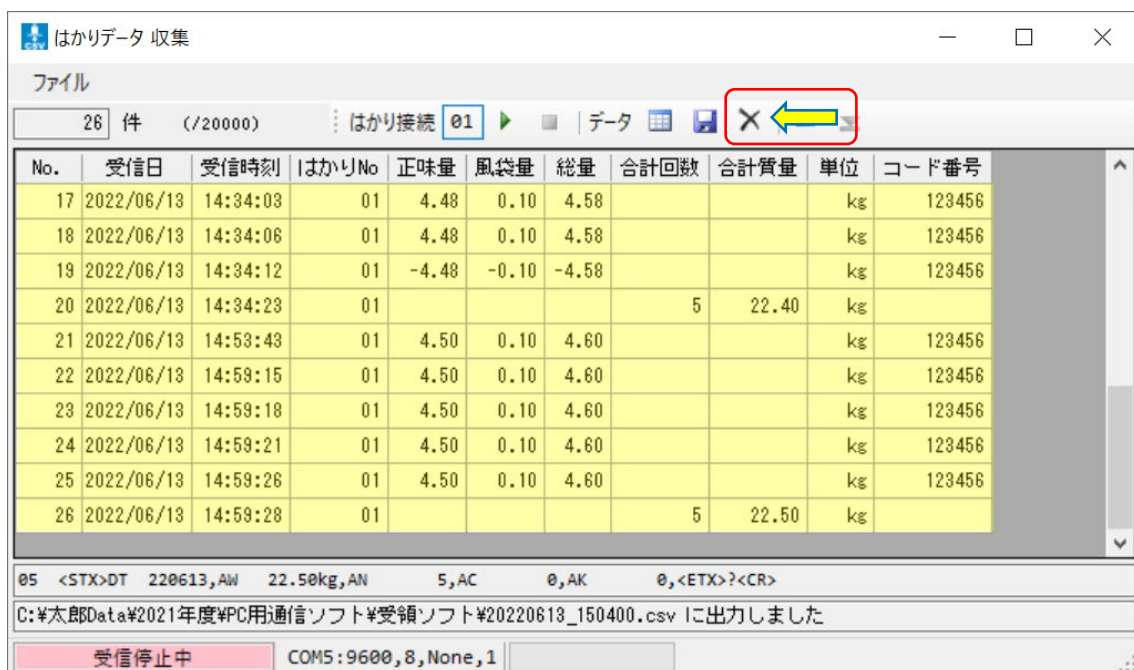 CSV はかりデータ 収集
ファイル
26 件 (/20000) はかり接続 01 データ
No. 受信日 受信時刻 はかりNo 正味量 風袋量 総量 合計回数 合計質量 単位 コード番号
17 2022/06/13 14:34:03 01 4.48 0.10 4.58 kg 123456
18 2022/06/13 14:34:06 01 4.48 0.10 4.58 kg 123456
19 2022/06/13 14:34:12 01 -4.48 -0.10 -4.58 kg 123456
20 2022/06/13 14:34:23 01 5 22.40 kg
21 2022/06/13 14:53:43 01 4.50 0.10 4.60 kg 123456
22 2022/06/13 14:59:15 01 4.50 0.10 4.60 kg 123456
23 2022/06/13 14:59:18 01 4.50 0.10 4.60 kg 123456
24 2022/06/13 14:59:21 01 4.50 0.10 4.60 kg 123456
25 2022/06/13 14:59:26 01 4.50 0.10 4.60 kg 123456
26 2022/06/13 14:59:28 01 5 22.50 kg
05 <STX>DT 220613,AW 22.50kg,AN 5,AC 0,AK 0,<ETX>?<CR>
C:¥太郎Data¥2021年度¥PC用通信ソフト¥受領ソフト¥20220613_150400.csv に出力しました
受信停止中 COM5:9600,8,None,1